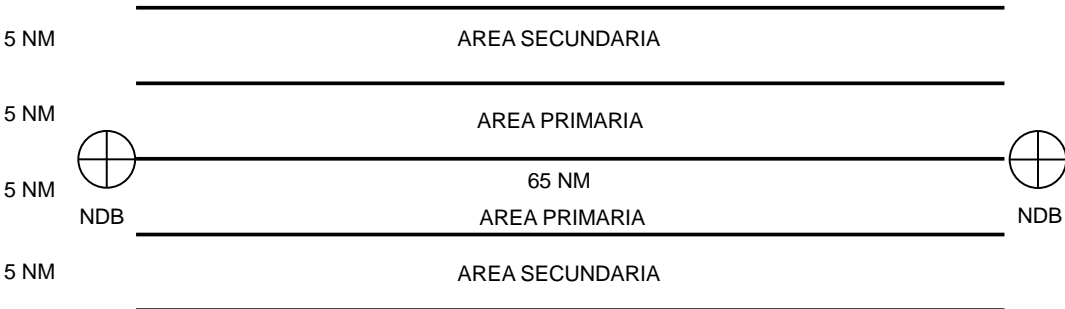 5 NM AREA SECUNDARIA
5 NM AREA PRIMARIA
5 NM 65 NM
NDB AREA PRIMARIA NDB
5 NM AREA SECUNDARIA